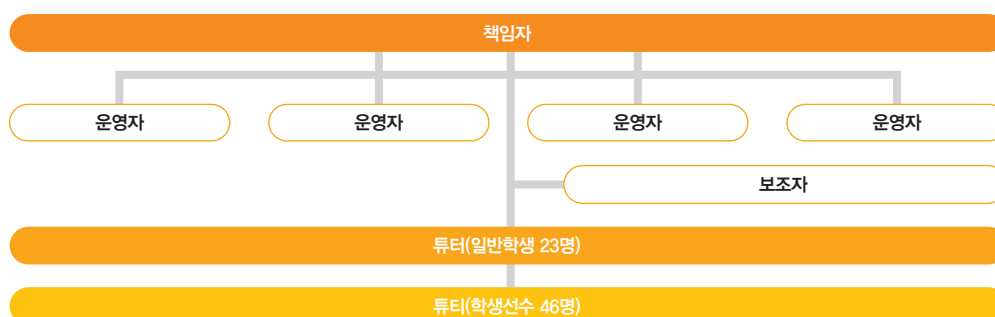 책임자
운영자 운영자 운영자 운영자
보조자
튜터(일반학생 23명)
튜티(학생선수 46명)